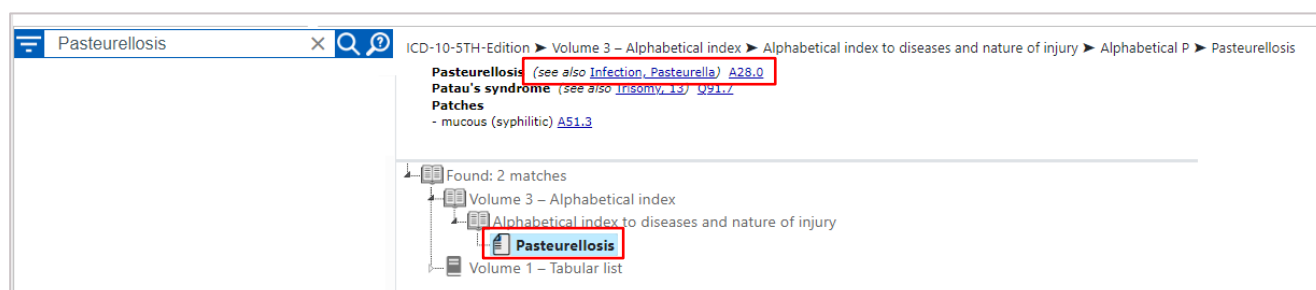 Pasteurellosis
ICD-10-5TH-Edition ➤ Volume 3 – Alphabetical index ➤ Alphabetical index to diseases and nature of injury ➤ Alphabetical P ➤ Pasteurellosis
Pasteurellosis (see also Infection, Pasteurella) A28.0
Patau's syndrome (see also Trisomy, 13) Q91.7
Patches
- mucous (syphilitic) A51.3
Found: 2 matches
Volume 3 – Alphabetical index
Alphabetical index to diseases and nature of injury
Pasteurellosis
Volume 1 – Tabular list